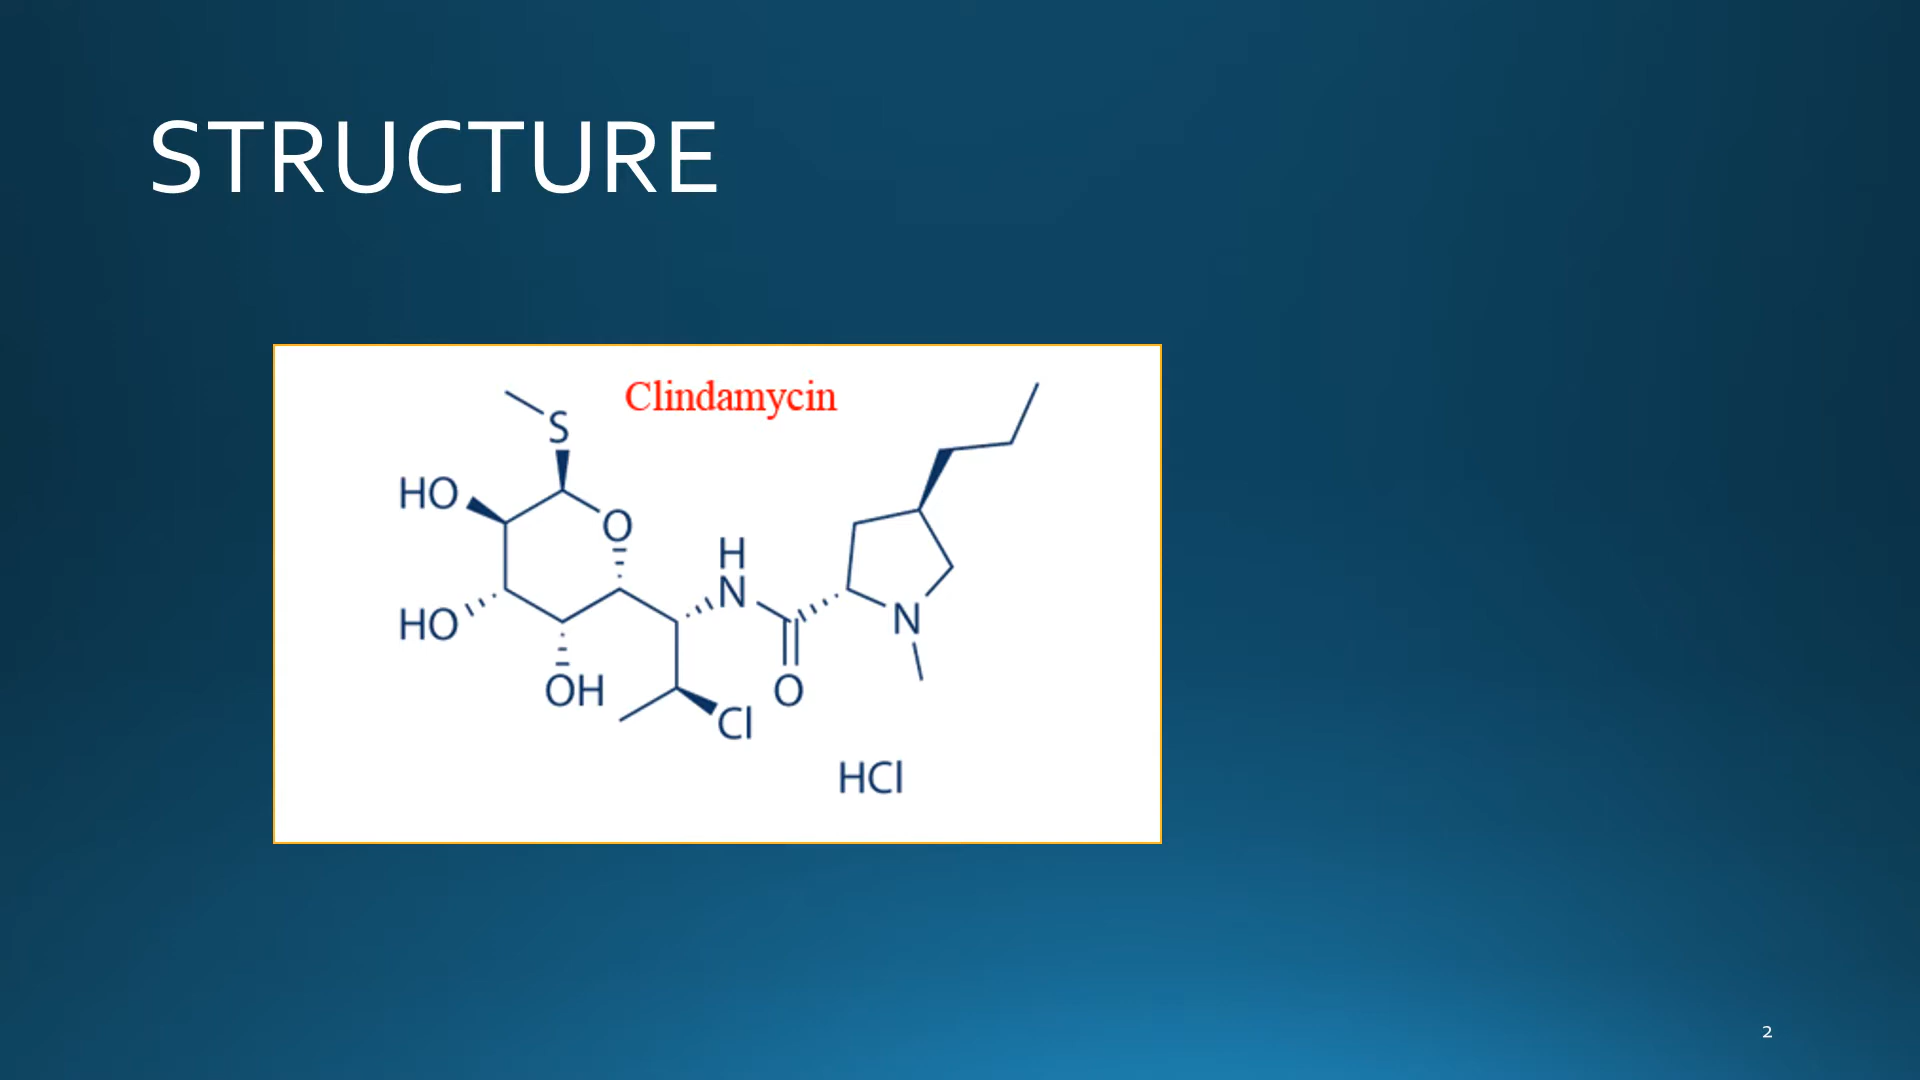 STRUCTURE
Clindamycin
S
HO
O
H
N
HO
N
OH
O
Cl
HCl
2